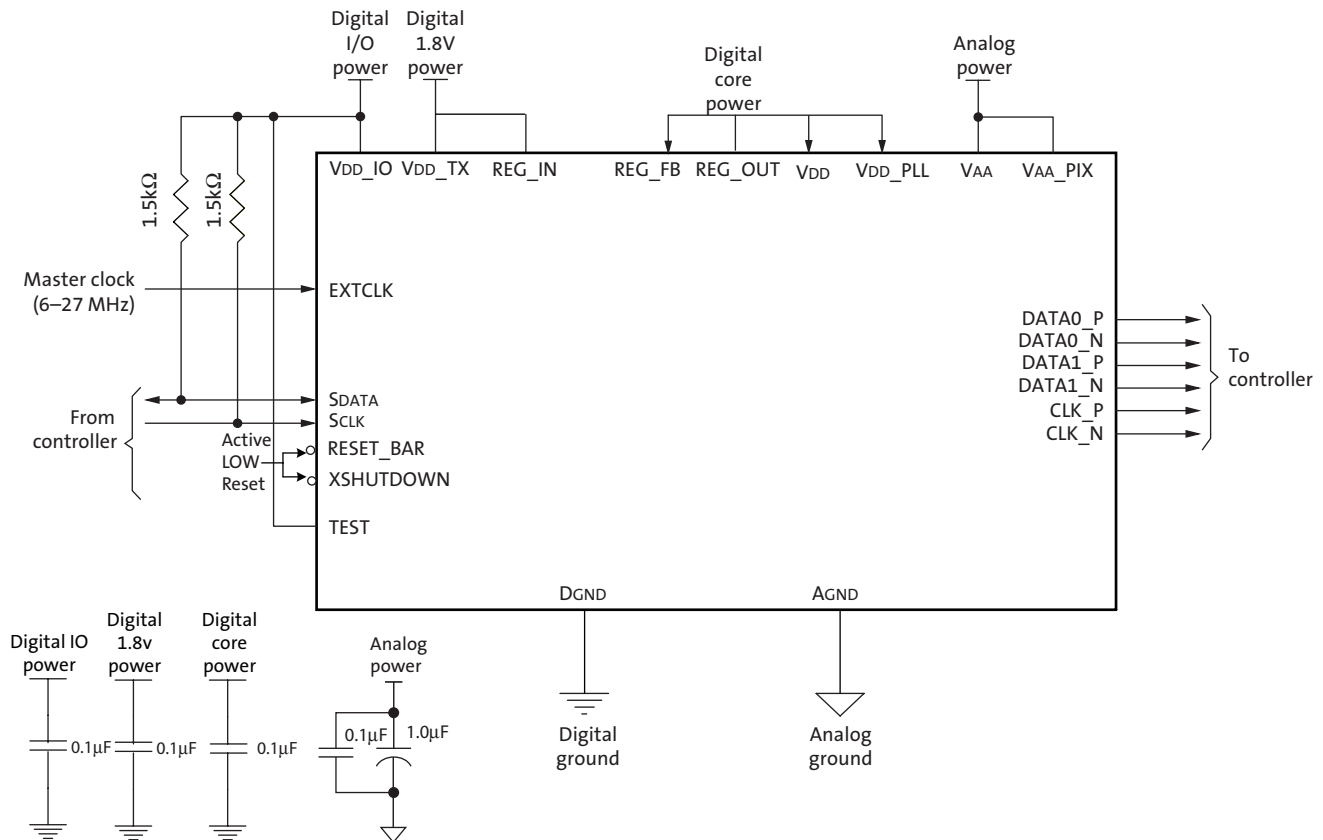 Digital
I/O
power
Digital
1.8V
power
Digital
core
power
Analog
power
VDD_IO
VDD_TX
REG_IN
REG_FB
REG_OUT
VDD
VDD_PLL
VAA
VAA_PIX
1.5kΩ
1.5kΩ
Master clock
(6–27 MHz)
EXTCLK
DATA0_P
DATA0_N
DATA1_P
DATA1_N
CLK_P
CLK_N
To
controller
From
controller
SDATA
SCLK
Active
LOW
Reset
RESET_BAR
XSHUTDOWN
TEST
DGND
AGND
Digital
ground
Analog
ground
Digital IO
power
Digital
1.8v
power
Digital
core
power
Analog
power
0.1µF
0.1µF
0.1µF
0.1µF
1.0µF